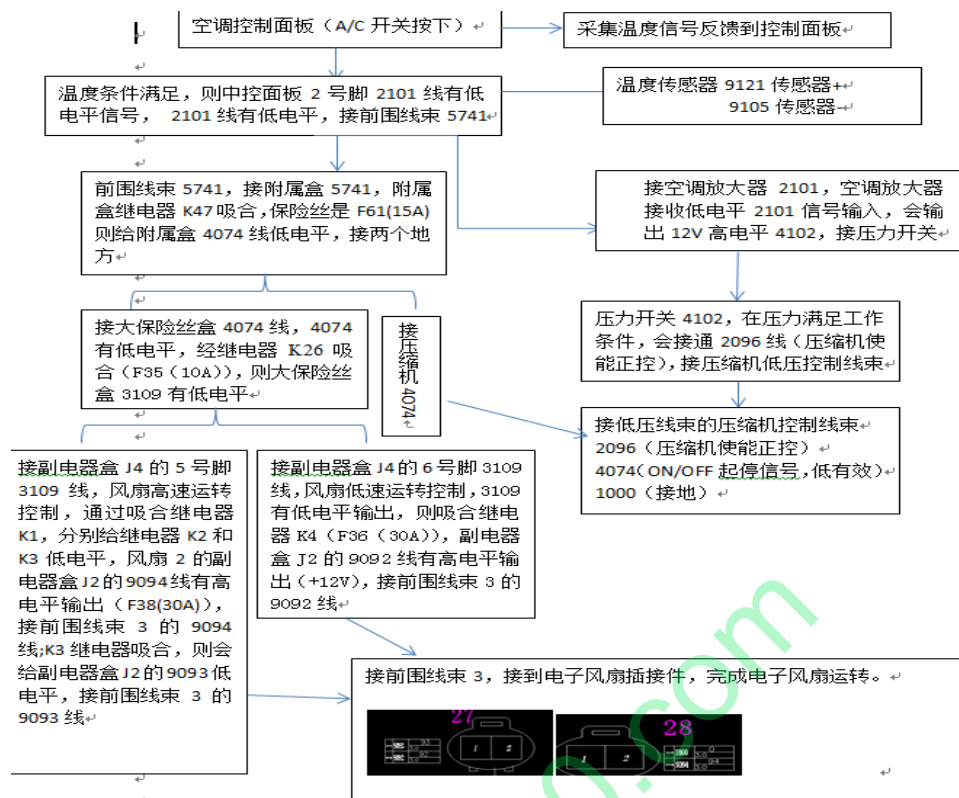 空调控制面板（A/C 开关按下）
采集温度信号反馈到控制面板
温度条件满足，则中控面板 2 号脚 2101 线有低
电平信号， 2101 线有低电平，接前围线束 5741
温度传感器 9121 传感器+
9105 传感器-
前围线束 5741，接附属盒 5741，附属
盒继电器 K47 吸合,保险丝是 F61(15A)
则给附属盒 4074 线低电平，接两个地
方
接空调放大器 2101，空调放大器
接收低电平 2101 信号输入，会输
出 12V 高电平 4102，接压力开关
接大保险丝盒 4074 线，4074
有低电平，经继电器 K26 吸
合（F35（10A）），则大保险丝
盒 3109 有低电平
接压缩机 4074
压力开关 4102，在压力满足工作
条件，会接通 2096 线（压缩机使
能正控），接压缩机低压控制线束
接低压线束的压缩机控制线束
2096（压缩机使能正控）
4074（ON/OFF 起停信号，低有效）
1000（接地）
接副电器盒 J4 的 5 号脚
3109 线，风扇高速运转
控制，通过吸合继电器
K1，分别给继电器 K2 和
K3 低电平，风扇 2 的副
电器盒 J2 的 9094 线有高
电平输出（F38(30A)），
接前围线束 3 的 9094
线;K3 继电器吸合，则会
给副电器盒 J2 的 9093 低
电平，接前围线束 3 的
9093 线
接副电器盒 J4 的 6 号脚 3109
线，风扇低速运转控制，3109
有低电平输出，则吸合继电
器 K4（F36（30A）），副电器
盒 J2 的 9092 线有高电平输
出（+12V），接前围线束 3 的
9092 线
接前围线束 3，接到电子风扇插接件，完成电子风扇运转。
27
28
1 2
1 2
93
92
0
94
3.0
3.0
3.0
3.0
.com